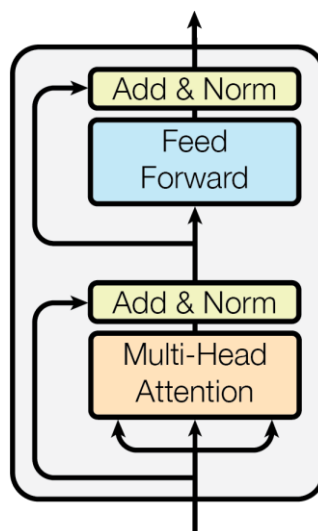 Add & Norm
Feed
Forward
Add & Norm
Multi-Head
Attention